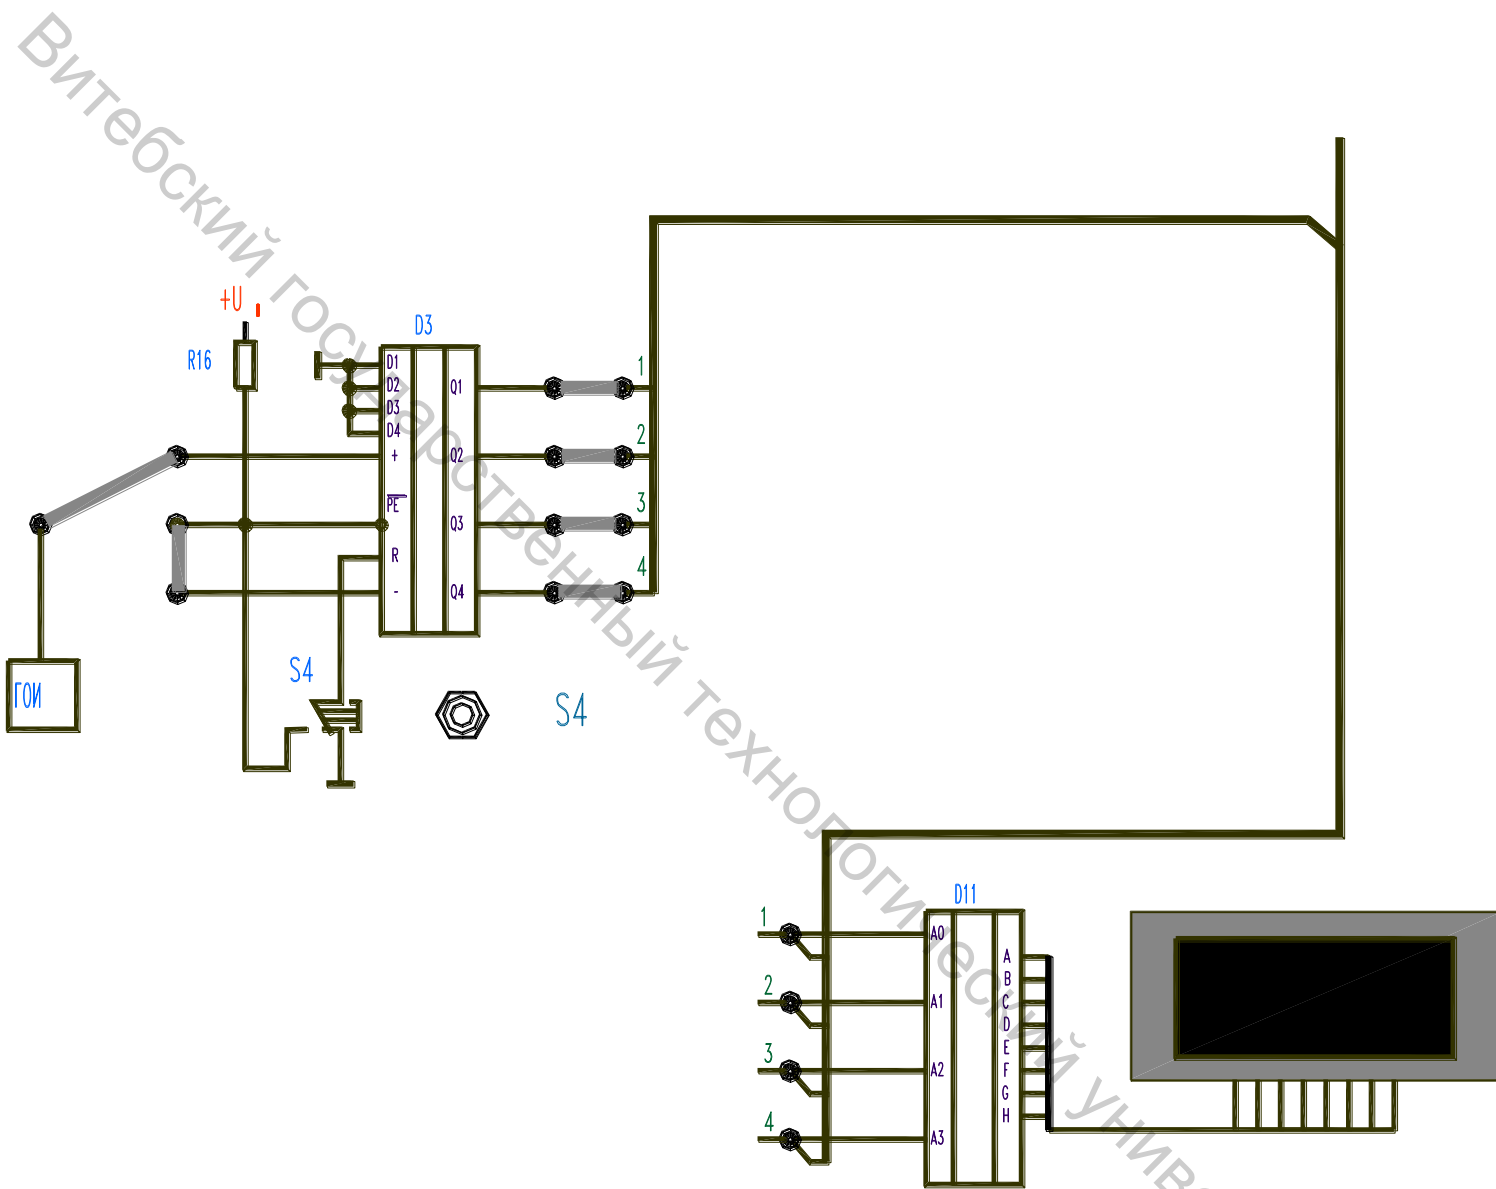 Витебский государственный технологический универ
+U
R16
D3
D1
D2
D3
D4
+
PE
R
-
Q1
Q2
Q3
Q4
1
2
3
4
ГОИ
S4
S4
D11
1
2
3
4
A0
A1
A2
A3
A
B
C
D
E
F
G
H